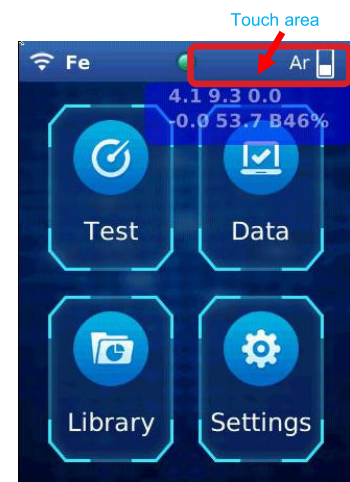 Touch area
Fe Ar
4.1 9.3 0.0
-0.0 53.7 B46%
Test Data
Library Settings